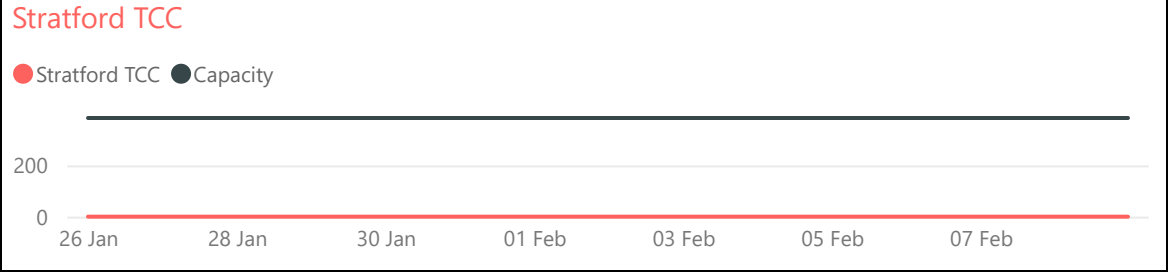 Stratford TCC
Stratford TCC Capacity
200
0
26 Jan 28 Jan 30 Jan 01 Feb 03 Feb 05 Feb 07 Feb